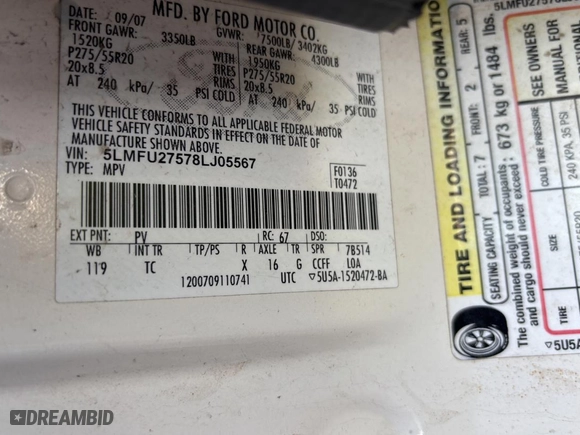 09/07 MFD. BY FORD MOTOR CO.
FRONT GAWR: 3350LB GVWR: 7500LB/ 3402KG
1520KG REAR GAWR: 4300LB
P275/55R20 WITH TIRES 1950KG WITH TIRES
20x8.5 RIMS P275/55R20 RIMS
AT 240 kPa/ 35 PSI COLD 20x8.5
AT 240 kPa/ 35 PSI COLD
THIS VEHICLE CONFORMS TO ALL APPLICABLE FEDERAL MOTOR
VEHICLE SAFETY STANDARDS IN EFFECT ON THE DATE OF
MANUFACTURE SHOWN ABOVE.
VIN: 5LMFU27578LJ05567
TYPE: MPV
F0136
T0472
EXT PNT: PV RC: 67 DSO:
WB INT TR TP/PS R AXLE TR SPR 7B514
119 TC X 16 G CCFF LOA
1200709110741 UTC ▽5U5A-1520472-BA
TIRE AND LOADING INFORMATION
SEATING CAPACITY TOTAL: 7 FRONT: 2 REAR: 5
The combined weight of occupants
and cargo should never exceed : 673 kg or 1484 lbs.
TIRE SIZE COLD TIRE PRESSURE
240 KPA, 35 PSI
SEE OWNERS
MANUAL
▽5U5A
DREAMBID